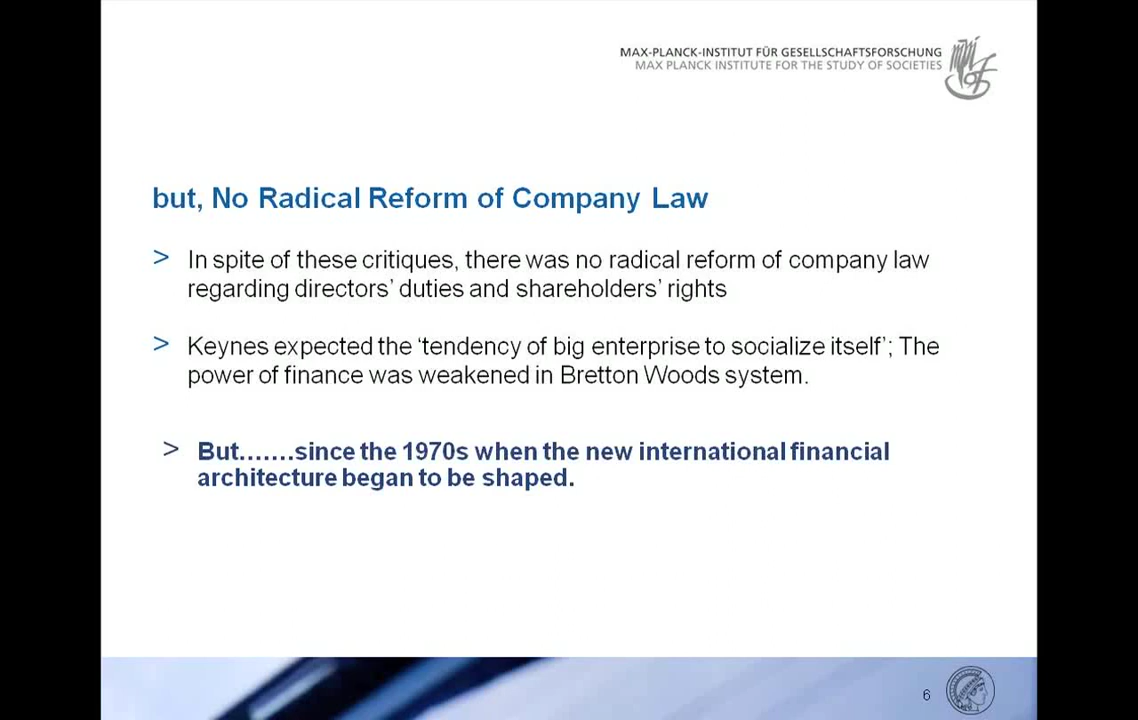 MAX-PLANCK-INSTITUT FÜR GESELLSCHAFTSFORSCHUNG
MAX PLANCK INSTITUTE FOR THE STUDY OF SOCIETIES
but, No Radical Reform of Company Law
> In spite of these critiques, there was no radical reform of company law
regarding directors’ duties and shareholders’ rights
> Keynes expected the ‘tendency of big enterprise to socialize itself’; The
power of finance was weakened in Bretton Woods system.
> But.......since the 1970s when the new international financial
architecture began to be shaped.
6